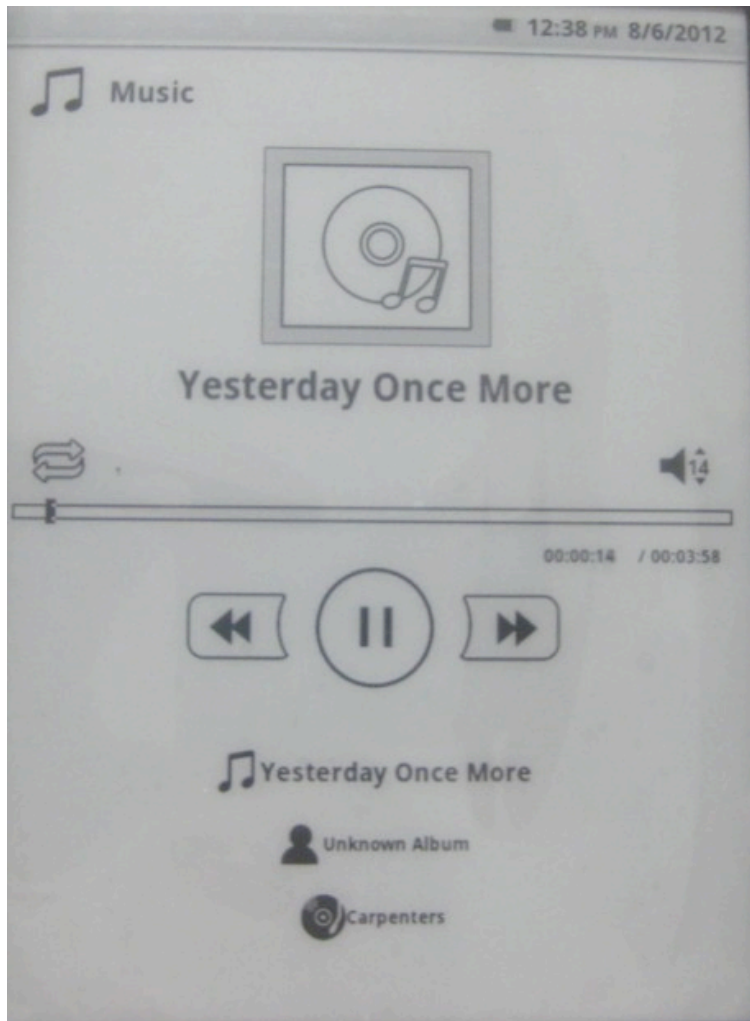 12:38 PM 8/6/2012
Music
Yesterday Once More
14
00:00:14 / 00:03:58
Yesterday Once More
Unknown Album
Carpenters